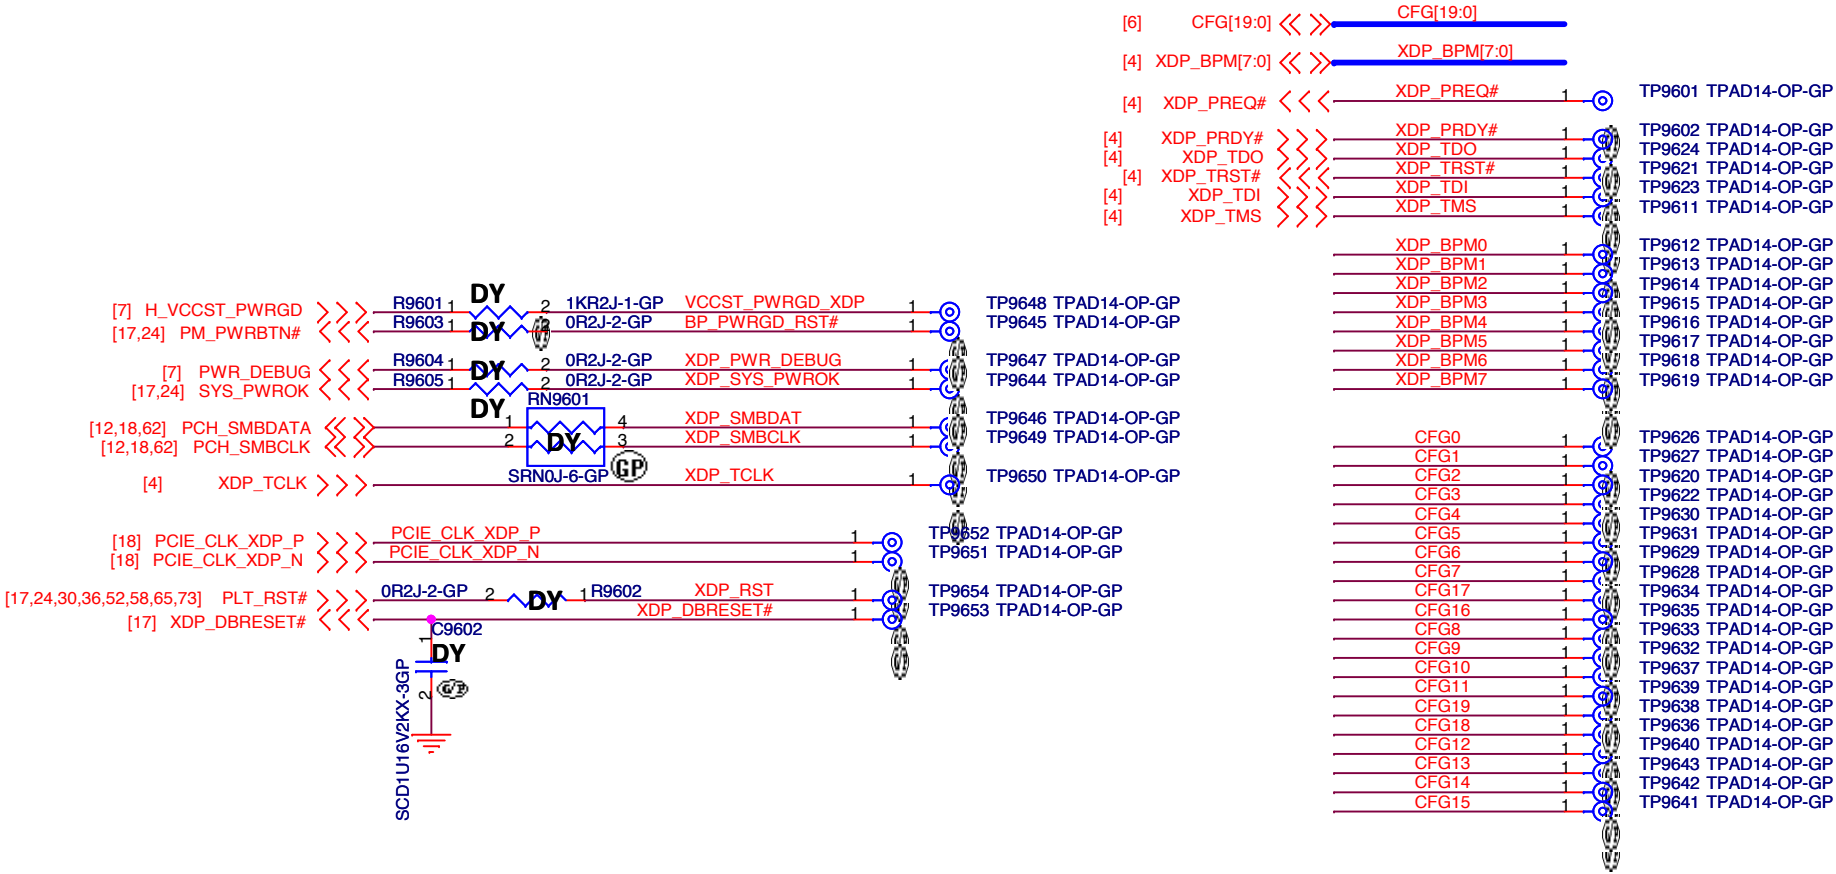 [6] CFG[19:0] CFG[19:0]
[4] XDP_BPM[7:0] XDP_BPM[7:0]
[4] XDP_PREQ# XDP_PREQ# 1 TP9601 TPAD14-OP-GP
[4] XDP_PRDY# XDP_PRDY# 1 TP9602 TPAD14-OP-GP
[4] XDP_TDO XDP_TDO 1 TP9624 TPAD14-OP-GP
[4] XDP_TRST# XDP_TRST# 1 TP9621 TPAD14-OP-GP
[4] XDP_TDI XDP_TDI 1 TP9623 TPAD14-OP-GP
[4] XDP_TMS XDP_TMS 1 TP9611 TPAD14-OP-GP
XDP_BPM0 1 TP9612 TPAD14-OP-GP
XDP_BPM1 1 TP9613 TPAD14-OP-GP
XDP_BPM2 1 TP9614 TPAD14-OP-GP
XDP_BPM3 1 TP9615 TPAD14-OP-GP
XDP_BPM4 1 TP9616 TPAD14-OP-GP
XDP_BPM5 1 TP9617 TPAD14-OP-GP
XDP_BPM6 1 TP9618 TPAD14-OP-GP
XDP_BPM7 1 TP9619 TPAD14-OP-GP
[7] H_VCCST_PWRGD R9601 1 DY 2 1KR2J-1-GP VCCST_PWRGD_XDP 1 TP9648 TPAD14-OP-GP
[17,24] PM_PWRBTN# R9603 1 DY 2 0R2J-2-GP BP_PWRGD_RST# 1 TP9645 TPAD14-OP-GP
[7] PWR_DEBUG R9604 1 DY 2 0R2J-2-GP XDP_PWR_DEBUG 1 TP9647 TPAD14-OP-GP
[17,24] SYS_PWROK R9605 1 DY 2 0R2J-2-GP XDP_SYS_PWROK 1 TP9644 TPAD14-OP-GP
RN9601
[12,18,62] PCH_SMBDATA 1 4 XDP_SMBDAT 1 TP9646 TPAD14-OP-GP
[12,18,62] PCH_SMBCLK 2 DY 3 XDP_SMBCLK 1 TP9649 TPAD14-OP-GP
SRN0J-6-GP GP
[4] XDP_TCLK XDP_TCLK 1 TP9650 TPAD14-OP-GP
[18] PCIE_CLK_XDP_P PCIE_CLK_XDP_P 1 TP9652 TPAD14-OP-GP
[18] PCIE_CLK_XDP_N PCIE_CLK_XDP_N 1 TP9651 TPAD14-OP-GP
[17,24,30,36,52,58,65,73] PLT_RST# 0R2J-2-GP 2 DY 1 R9602 XDP_RST 1 TP9654 TPAD14-OP-GP
[17] XDP_DBRESET# XDP_DBRESET# 1 TP9653 TPAD14-OP-GP
C9602
1
DY
2
SCD1U16V2KX-3GP
CFG0 1 TP9626 TPAD14-OP-GP
CFG1 1 TP9627 TPAD14-OP-GP
CFG2 1 TP9620 TPAD14-OP-GP
CFG3 1 TP9622 TPAD14-OP-GP
CFG4 1 TP9630 TPAD14-OP-GP
CFG5 1 TP9631 TPAD14-OP-GP
CFG6 1 TP9629 TPAD14-OP-GP
CFG7 1 TP9628 TPAD14-OP-GP
CFG17 1 TP9634 TPAD14-OP-GP
CFG16 1 TP9635 TPAD14-OP-GP
CFG8 1 TP9633 TPAD14-OP-GP
CFG9 1 TP9632 TPAD14-OP-GP
CFG10 1 TP9637 TPAD14-OP-GP
CFG11 1 TP9639 TPAD14-OP-GP
CFG19 1 TP9638 TPAD14-OP-GP
CFG18 1 TP9636 TPAD14-OP-GP
CFG12 1 TP9640 TPAD14-OP-GP
CFG13 1 TP9643 TPAD14-OP-GP
CFG14 1 TP9642 TPAD14-OP-GP
CFG15 1 TP9641 TPAD14-OP-GP